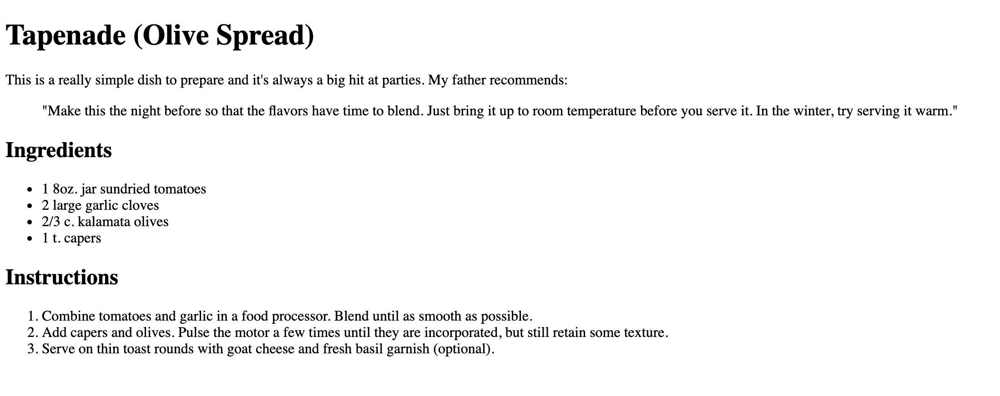 Tapenade (Olive Spread)
This is a really simple dish to prepare and it's always a big hit at parties. My father recommends:
"Make this the night before so that the flavors have time to blend. Just bring it up to room temperature before you serve it. In the winter, try serving it warm."
Ingredients
• 1 8oz. jar sundried tomatoes
• 2 large garlic cloves
• 2/3 c. kalamata olives
• 1 t. capers
Instructions
1. Combine tomatoes and garlic in a food processor. Blend until as smooth as possible.
2. Add capers and olives. Pulse the motor a few times until they are incorporated, but still retain some texture.
3. Serve on thin toast rounds with goat cheese and fresh basil garnish (optional).